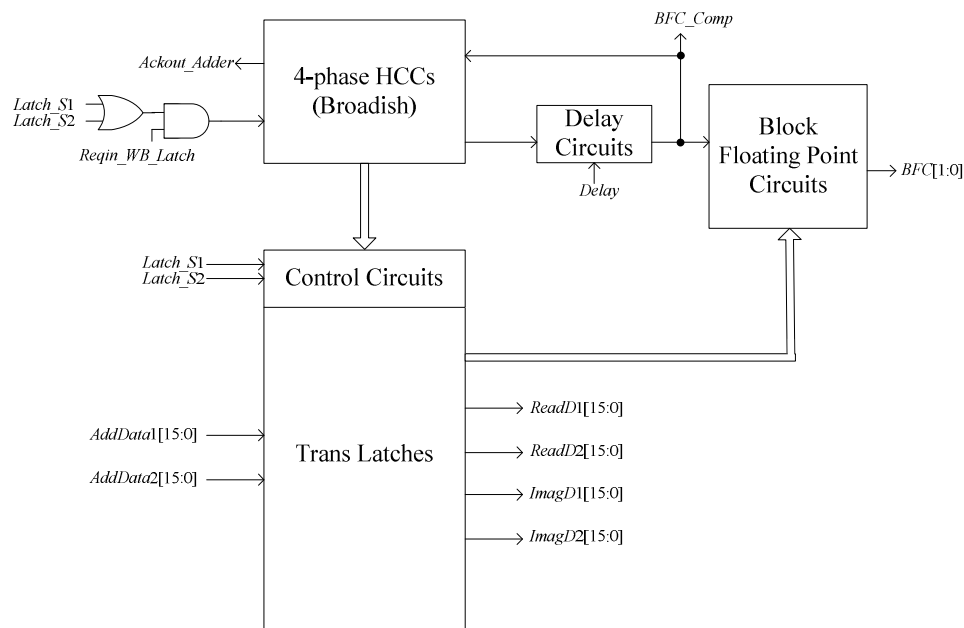 BFC_Comp
Ackout_Adder
4-phase HCCs
(Broadish)
Latch_S1
Latch_S2
Reqin_WB_Latch
Delay
Circuits
Delay
Block
Floating Point
Circuits
BFC[1:0]
Latch_S1
Latch_S2
Control Circuits
AddData1[15:0]
AddData2[15:0]
Trans Latches
ReadD1[15:0]
ReadD2[15:0]
ImagD1[15:0]
ImagD2[15:0]